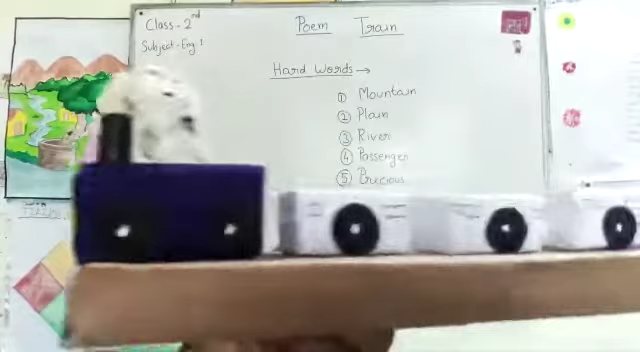 Class - 2nd
Subject - Eng
Poem Train
Hard Words →
① Mountain
② Plain
③ River
④ Passenger
⑤ Precious